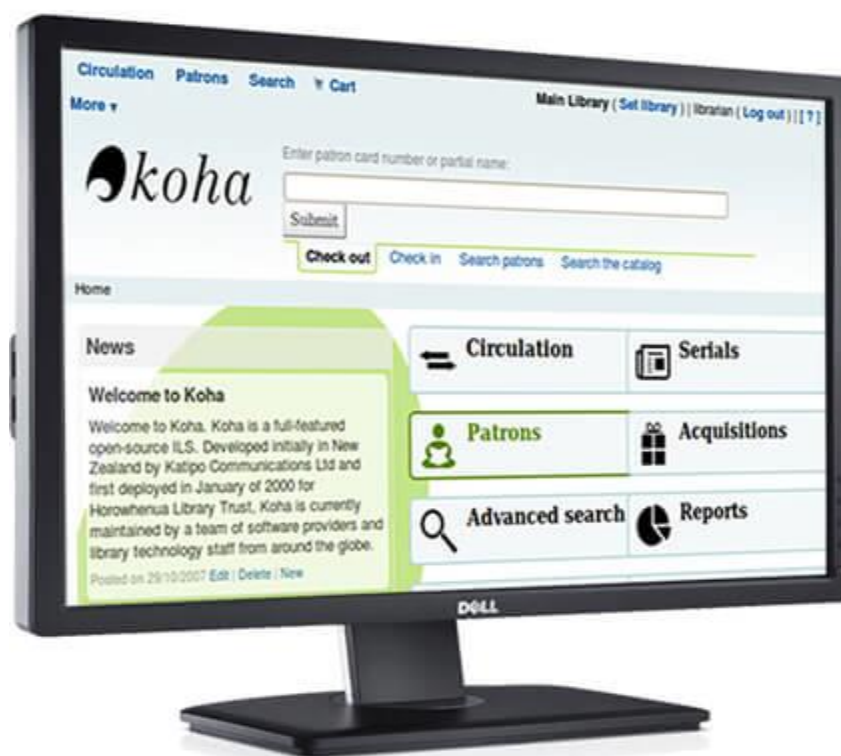 Circulation Patrons Search Cart
More ▾
Main Library ( Set library ) | librarian ( Log out ) | [ ? ]
koha
Enter patron card number or partial name:
Submit
Check out Check in Search patrons Search the catalog
Home
News
Welcome to Koha
Welcome to Koha. Koha is a full-featured
open-source ILS. Developed initially in New
Zealand by Katipo Communications Ltd and
first deployed in January of 2000 for
Horowhenua Library Trust, Koha is currently
maintained by a team of software providers and
library technology staff from around the globe.
Posted on 29/10/2007 Edit | Delete | New
Circulation
Serials
Patrons
Acquisitions
Advanced search
Reports
DELL